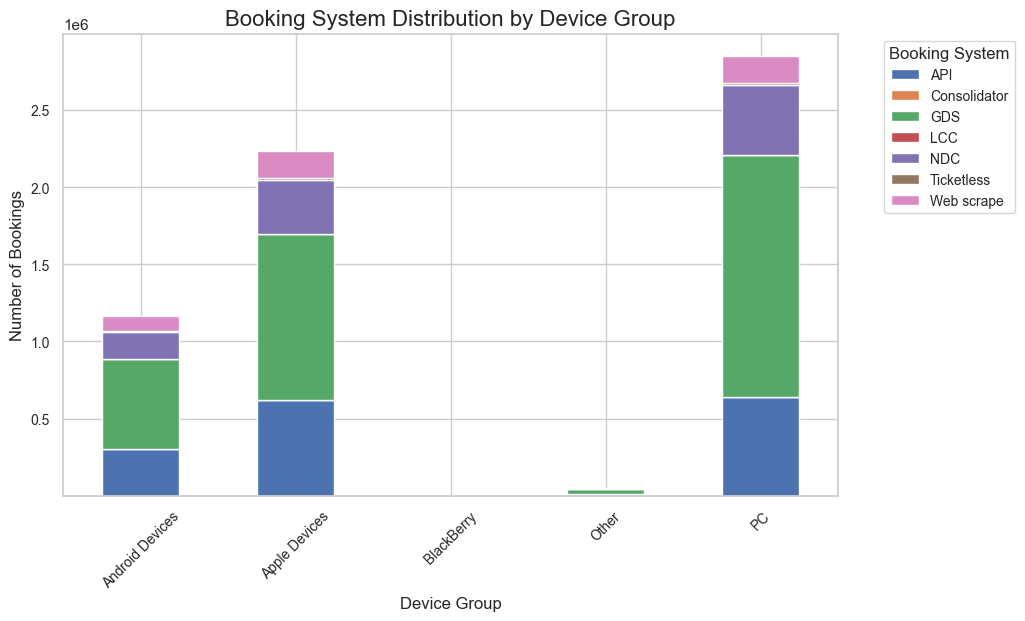 Booking System Distribution by Device Group
1e6
Number of Bookings
2.5
2.0
1.5
1.0
0.5
Android Devices
Apple Devices
BlackBerry
Other
PC
Device Group
Booking System
API
Consolidator
GDS
LCC
NDC
Ticketless
Web scrape